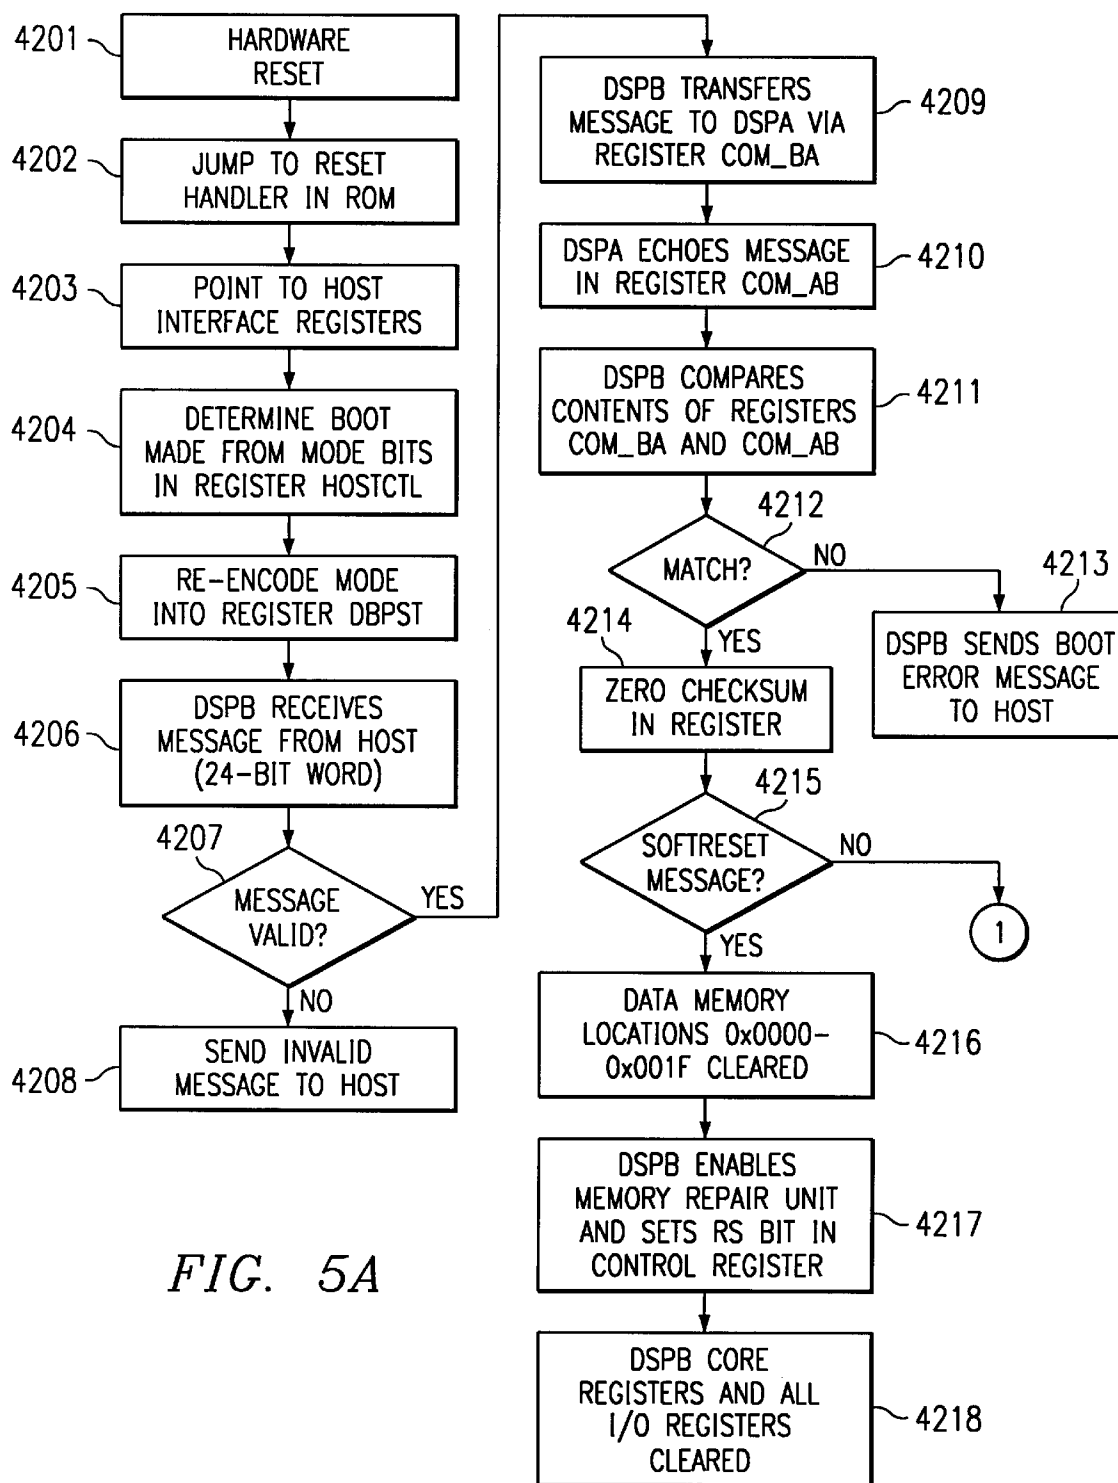 4201
HARDWARE
RESET
4202
JUMP TO RESET
HANDLER IN ROM
4203
POINT TO HOST
INTERFACE REGISTERS
4204
DETERMINE BOOT
MADE FROM MODE BITS
IN REGISTER HOSTCTL
4205
RE-ENCODE MODE
INTO REGISTER DBPST
4206
DSPB RECEIVES
MESSAGE FROM HOST
(24-BIT WORD)
4207
MESSAGE
VALID?
YES
NO
4208
SEND INVALID
MESSAGE TO HOST
DSPB TRANSFERS
MESSAGE TO DSPA VIA
REGISTER COM_BA
4209
DSPA ECHOES MESSAGE
IN REGISTER COM_AB
4210
DSPB COMPARES
CONTENTS OF REGISTERS
COM_BA AND COM_AB
4211
4212
MATCH?
NO
YES
4213
DSPB SENDS BOOT
ERROR MESSAGE
TO HOST
4214
ZERO CHECKSUM
IN REGISTER
4215
SOFTRESET
MESSAGE?
NO
1
YES
DATA MEMORY
LOCATIONS 0x0000-
0x001F CLEARED
4216
DSPB ENABLES
MEMORY REPAIR UNIT
AND SETS RS BIT IN
CONTROL REGISTER
4217
DSPB CORE
REGISTERS AND ALL
I/O REGISTERS
CLEARED
4218
FIG. 5A